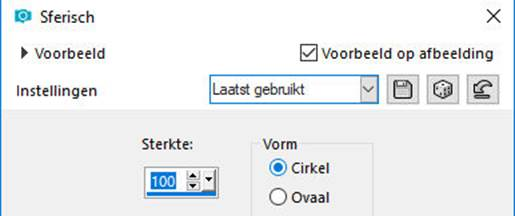 Sferisch
Voorbeeld
Voorbeeld op afbeelding
Instellingen
Laatst gebruikt
Sterkte:
Vorm
100
Cirkel
Ovaal